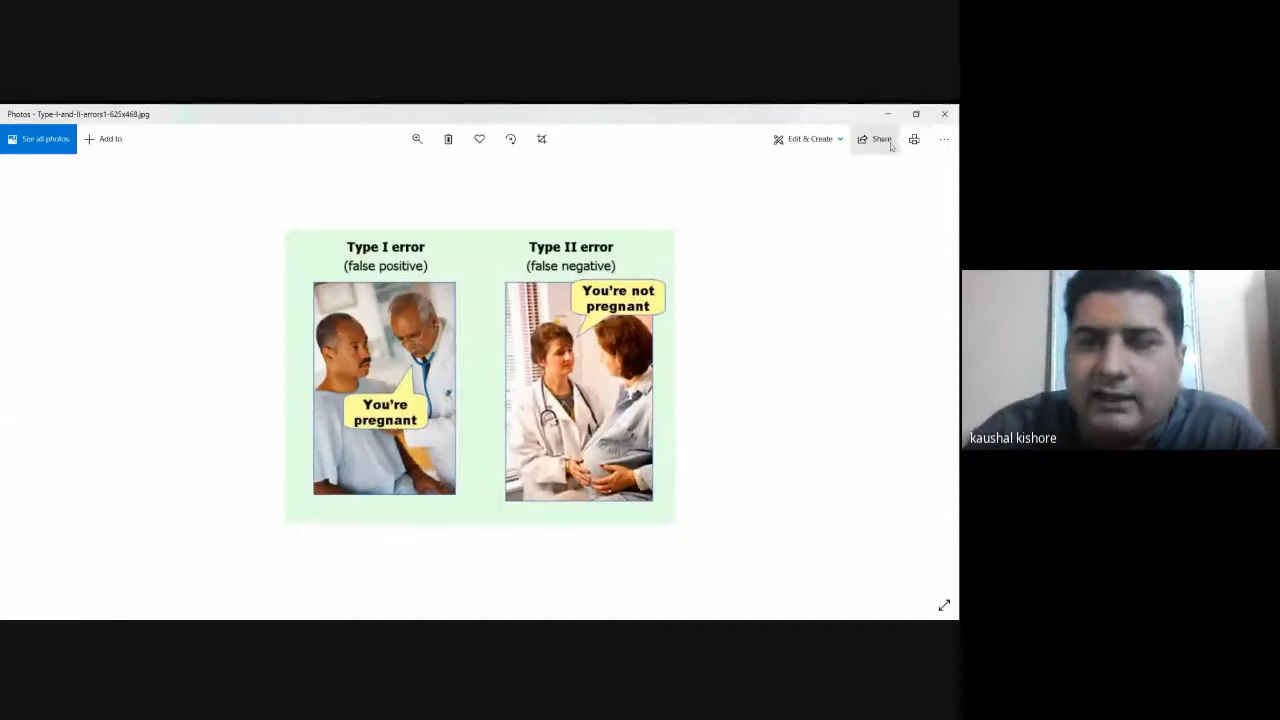 Photos - Type-I-and-II-errors1-625x468.jpg
See all photos
Add to
Edit & Create
Share
Type I error
(false positive)
Type II error
(false negative)
You're
pregnant
You're not
pregnant
kaushal kishore